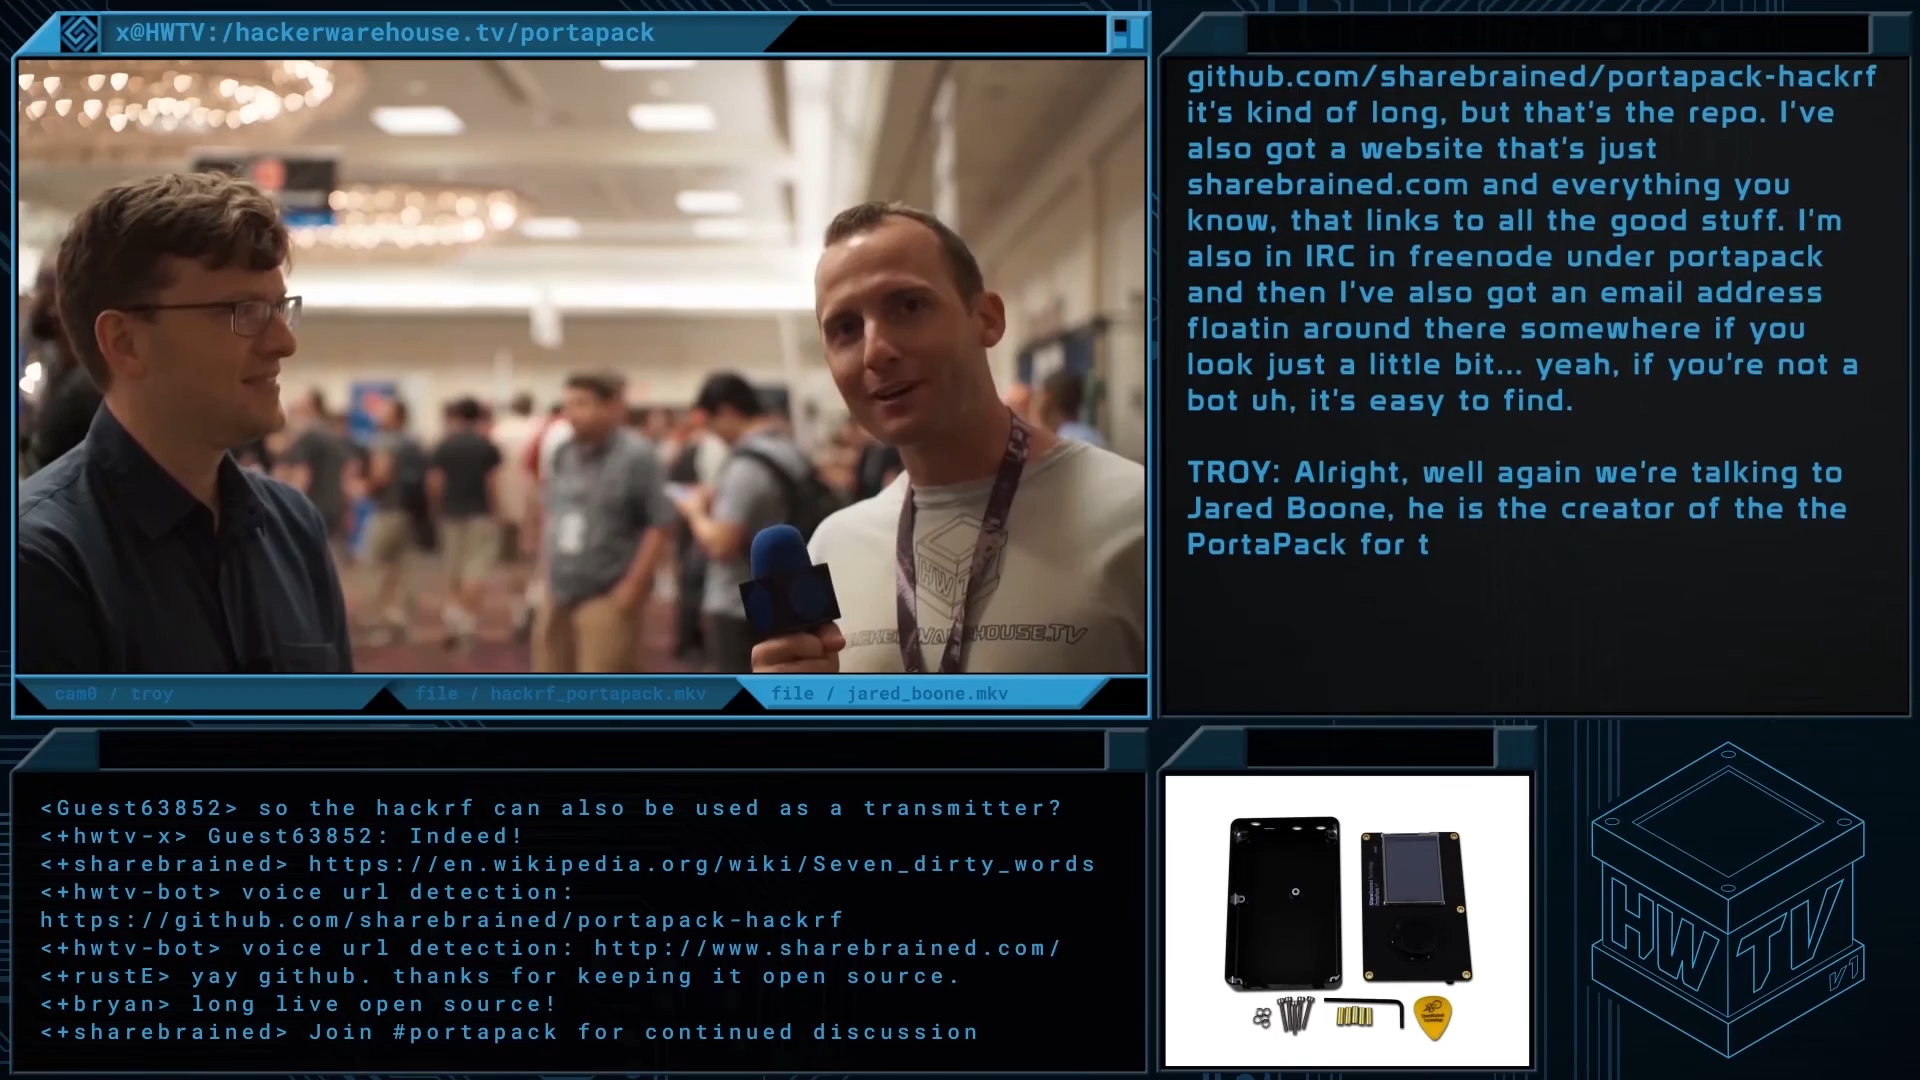 x@HWTV:/hackerwarehouse.tv/portapack
github.com/sharebrained/portapack-hackrf
it's kind of long, but that's the repo. I've
also got a website that's just
sharebrained.com and everything you
know, that links to all the good stuff. I'm
also in IRC in freenode under portapack
and then I've also got an email address
floatin around there somewhere if you
look just a little bit... yeah, if you're not a
bot uh, it's easy to find.
TROY: Alright, well again we're talking to
Jared Boone, he is the creator of the the
PortaPack for t
HWTV
HACKERWAREHOUSE.TV
cam0 / troy
file / hackrf_portapack.mkv
file / jared_boone.mkv
<Guest63852> so the hackrf can also be used as a transmitter?
<+hwtv-x> Guest63852: Indeed!
<+sharebrained> https://en.wikipedia.org/wiki/Seven_dirty_words
<+hwtv-bot> voice url detection:
https://github.com/sharebrained/portapack-hackrf
<+hwtv-bot> voice url detection: http://www.sharebrained.com/
<+rustE> yay github. thanks for keeping it open source.
<+bryan> long live open source!
<+sharebrained> Join #portapack for continued discussion
HW TV
v1